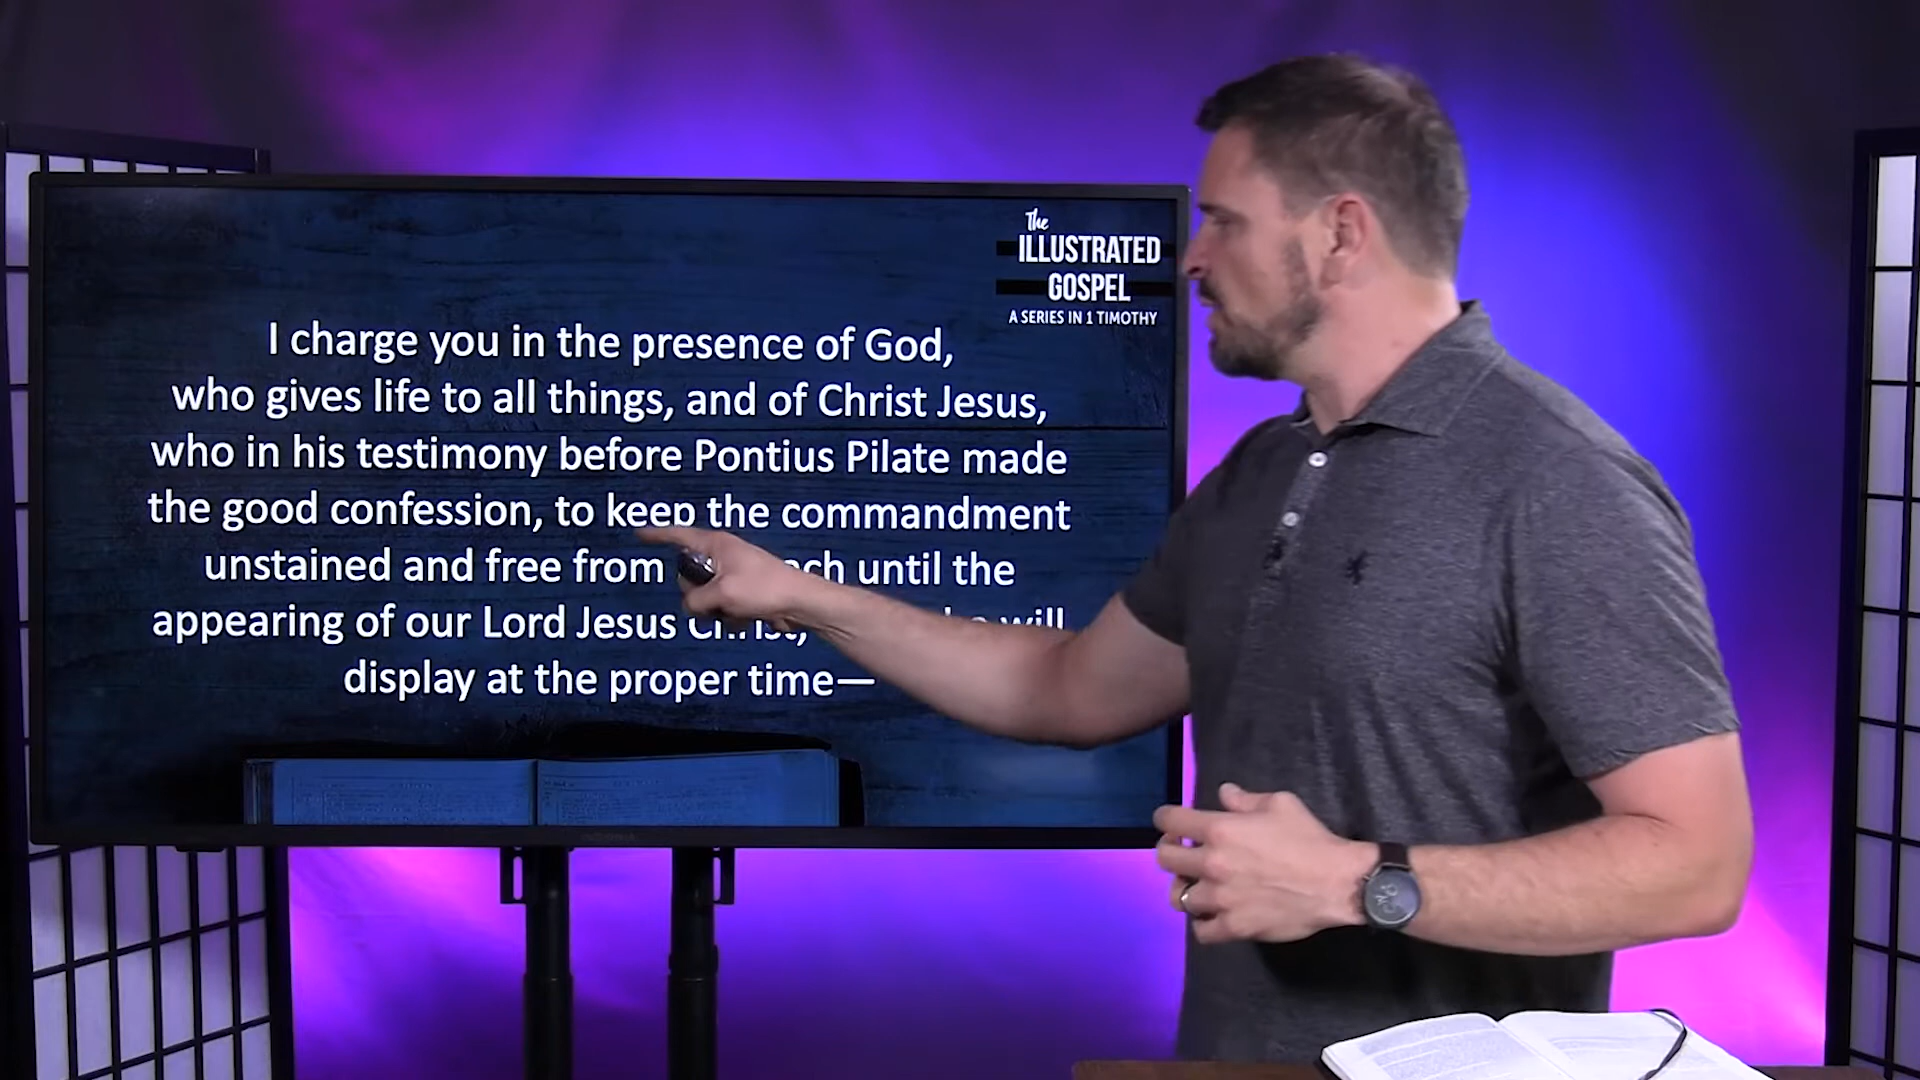 The
ILLUSTRATED
GOSPEL
A SERIES IN 1 TIMOTHY
I charge you in the presence of God,
who gives life to all things, and of Christ Jesus,
who in his testimony before Pontius Pilate made
the good confession, to keep the commandment
unstained and free from until the
appearing of our Lord Jesus Christ, will
display at the proper time—